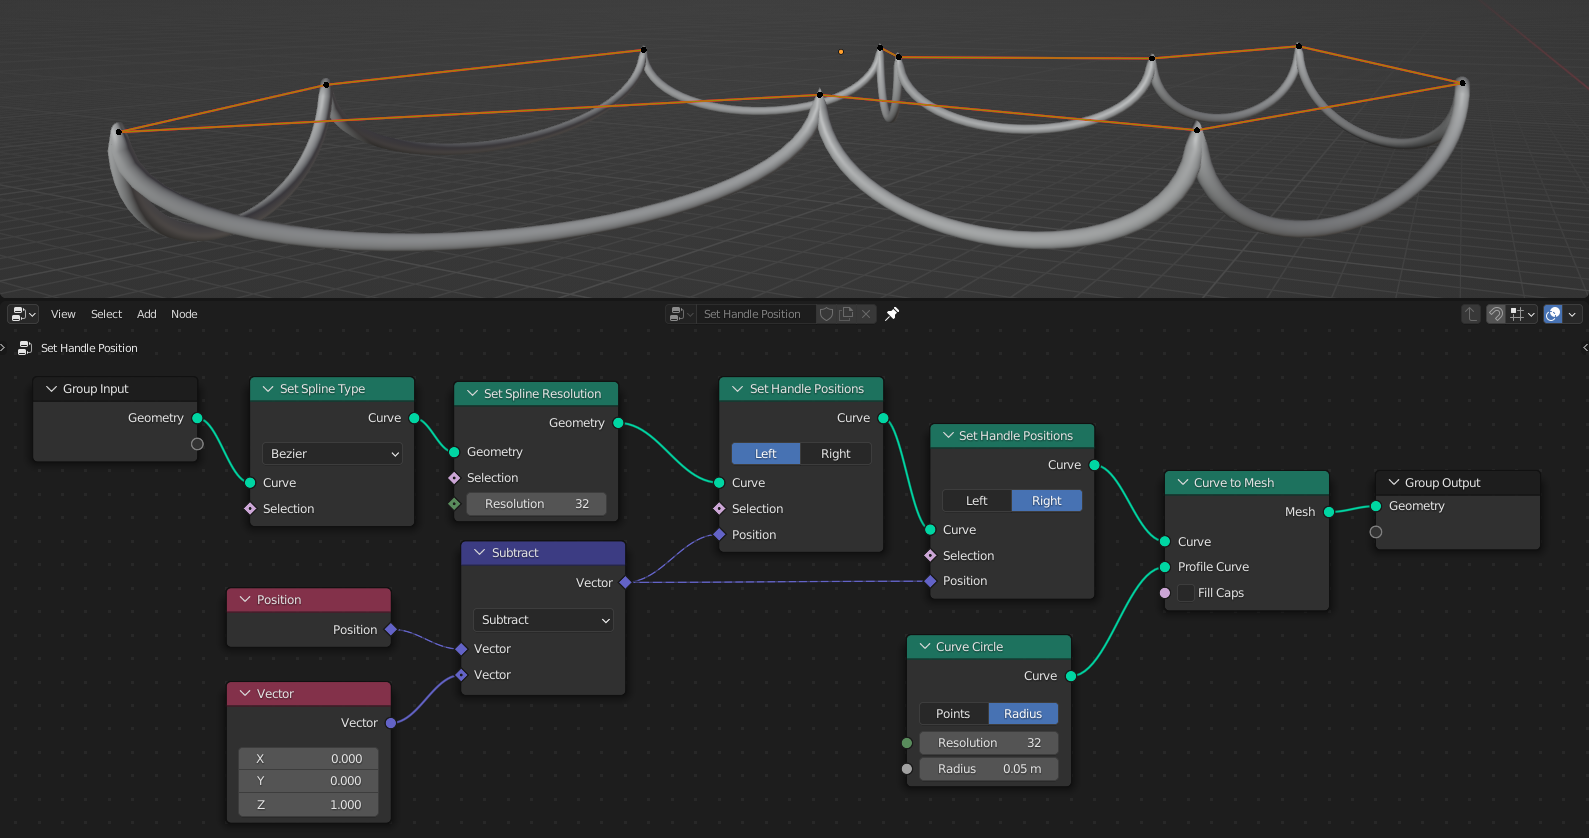 View Select Add Node
Set Handle Position
Set Handle Position
Group Input
Geometry
Set Spline Type
Curve
Bezier
Curve
Selection
Set Spline Resolution
Geometry
Geometry
Selection
Resolution 32
Set Handle Positions
Curve
Left Right
Curve
Selection
Position
Set Handle Positions
Curve
Left Right
Curve
Selection
Position
Curve to Mesh
Mesh
Curve
Profile Curve
Fill Caps
Group Output
Geometry
Subtract
Vector
Subtract
Vector
Vector
Position
Position
Vector
Vector
X 0.000
Y 0.000
Z 1.000
Curve Circle
Curve
Points Radius
Resolution 32
Radius 0.05 m